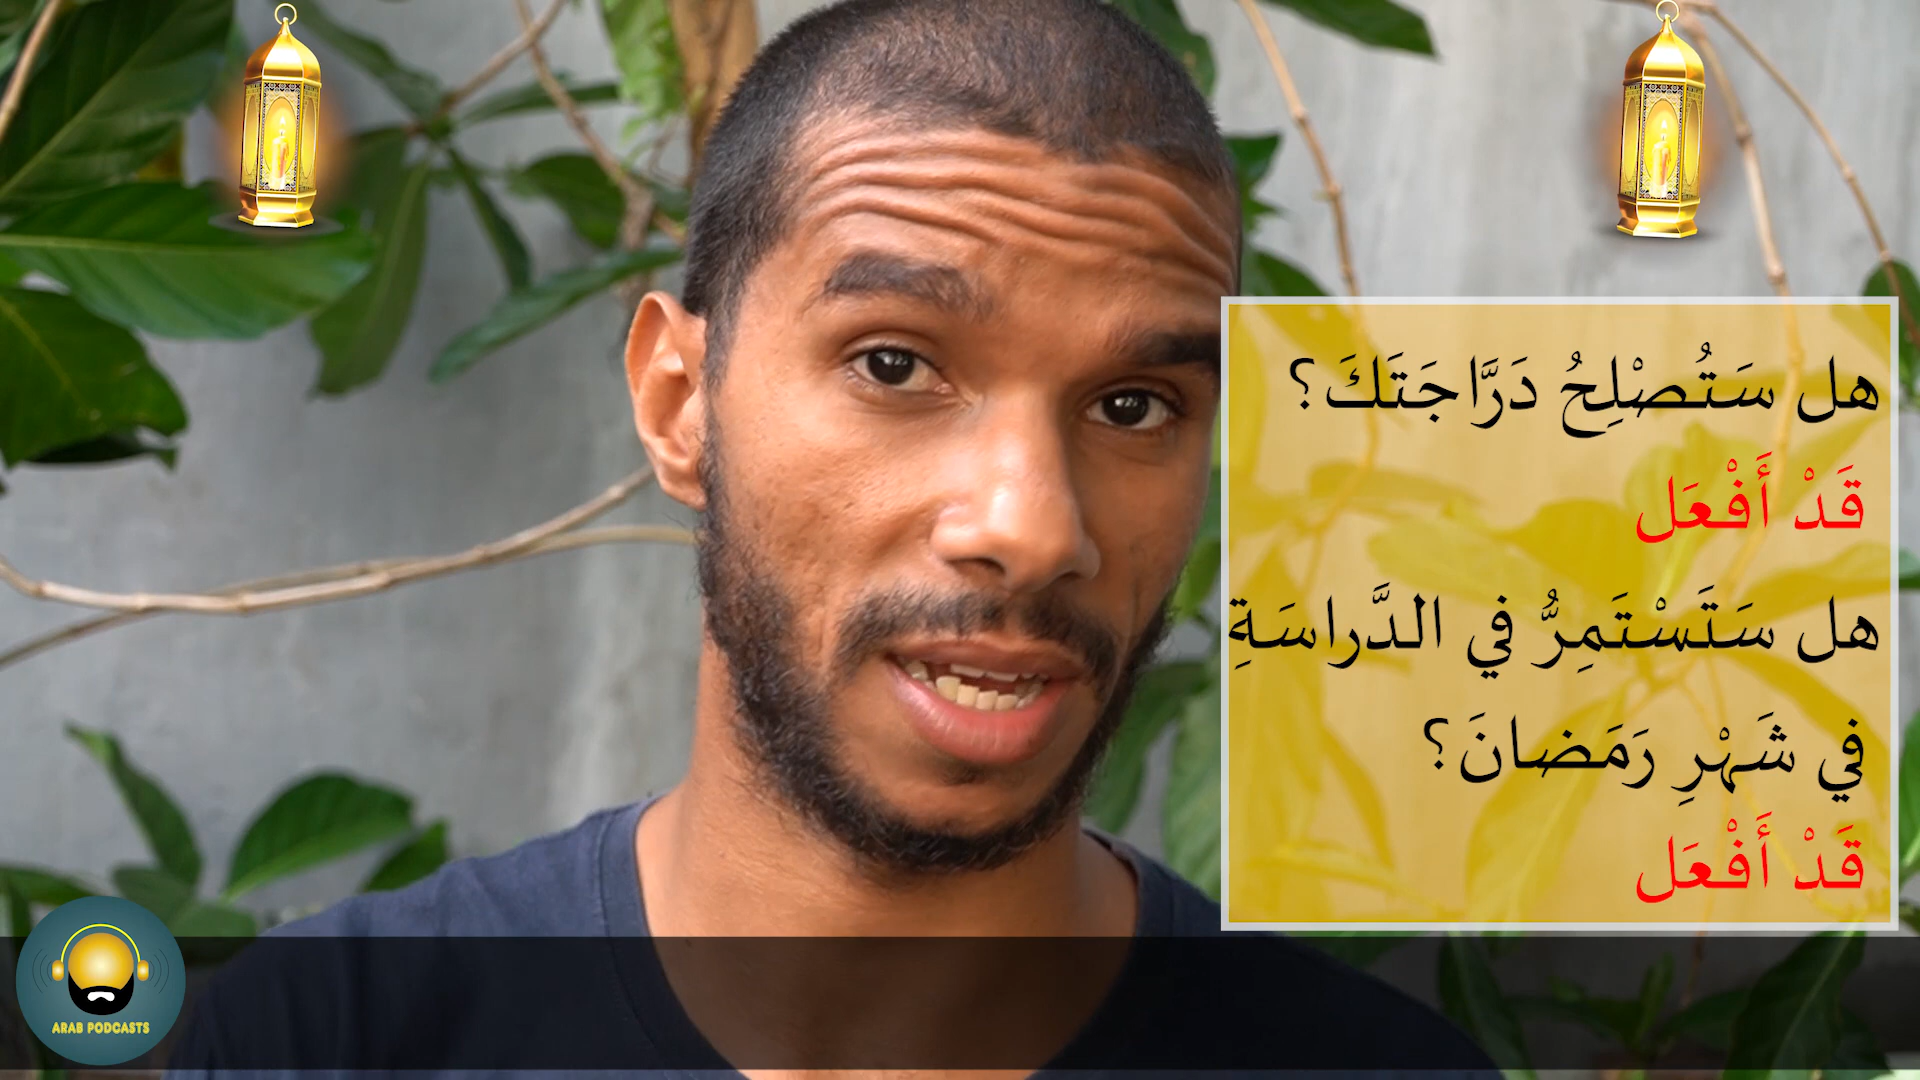 هل سَتُصْلِحُ دَرَّاجَتَكَ؟
قَدْ أَفْعَل
هل سَتَسْتَمِرُّ في الدَّراسَةِ
في شَهْرِ رَمَضانَ؟
قَدْ أَفْعَل
ARAB PODCASTS